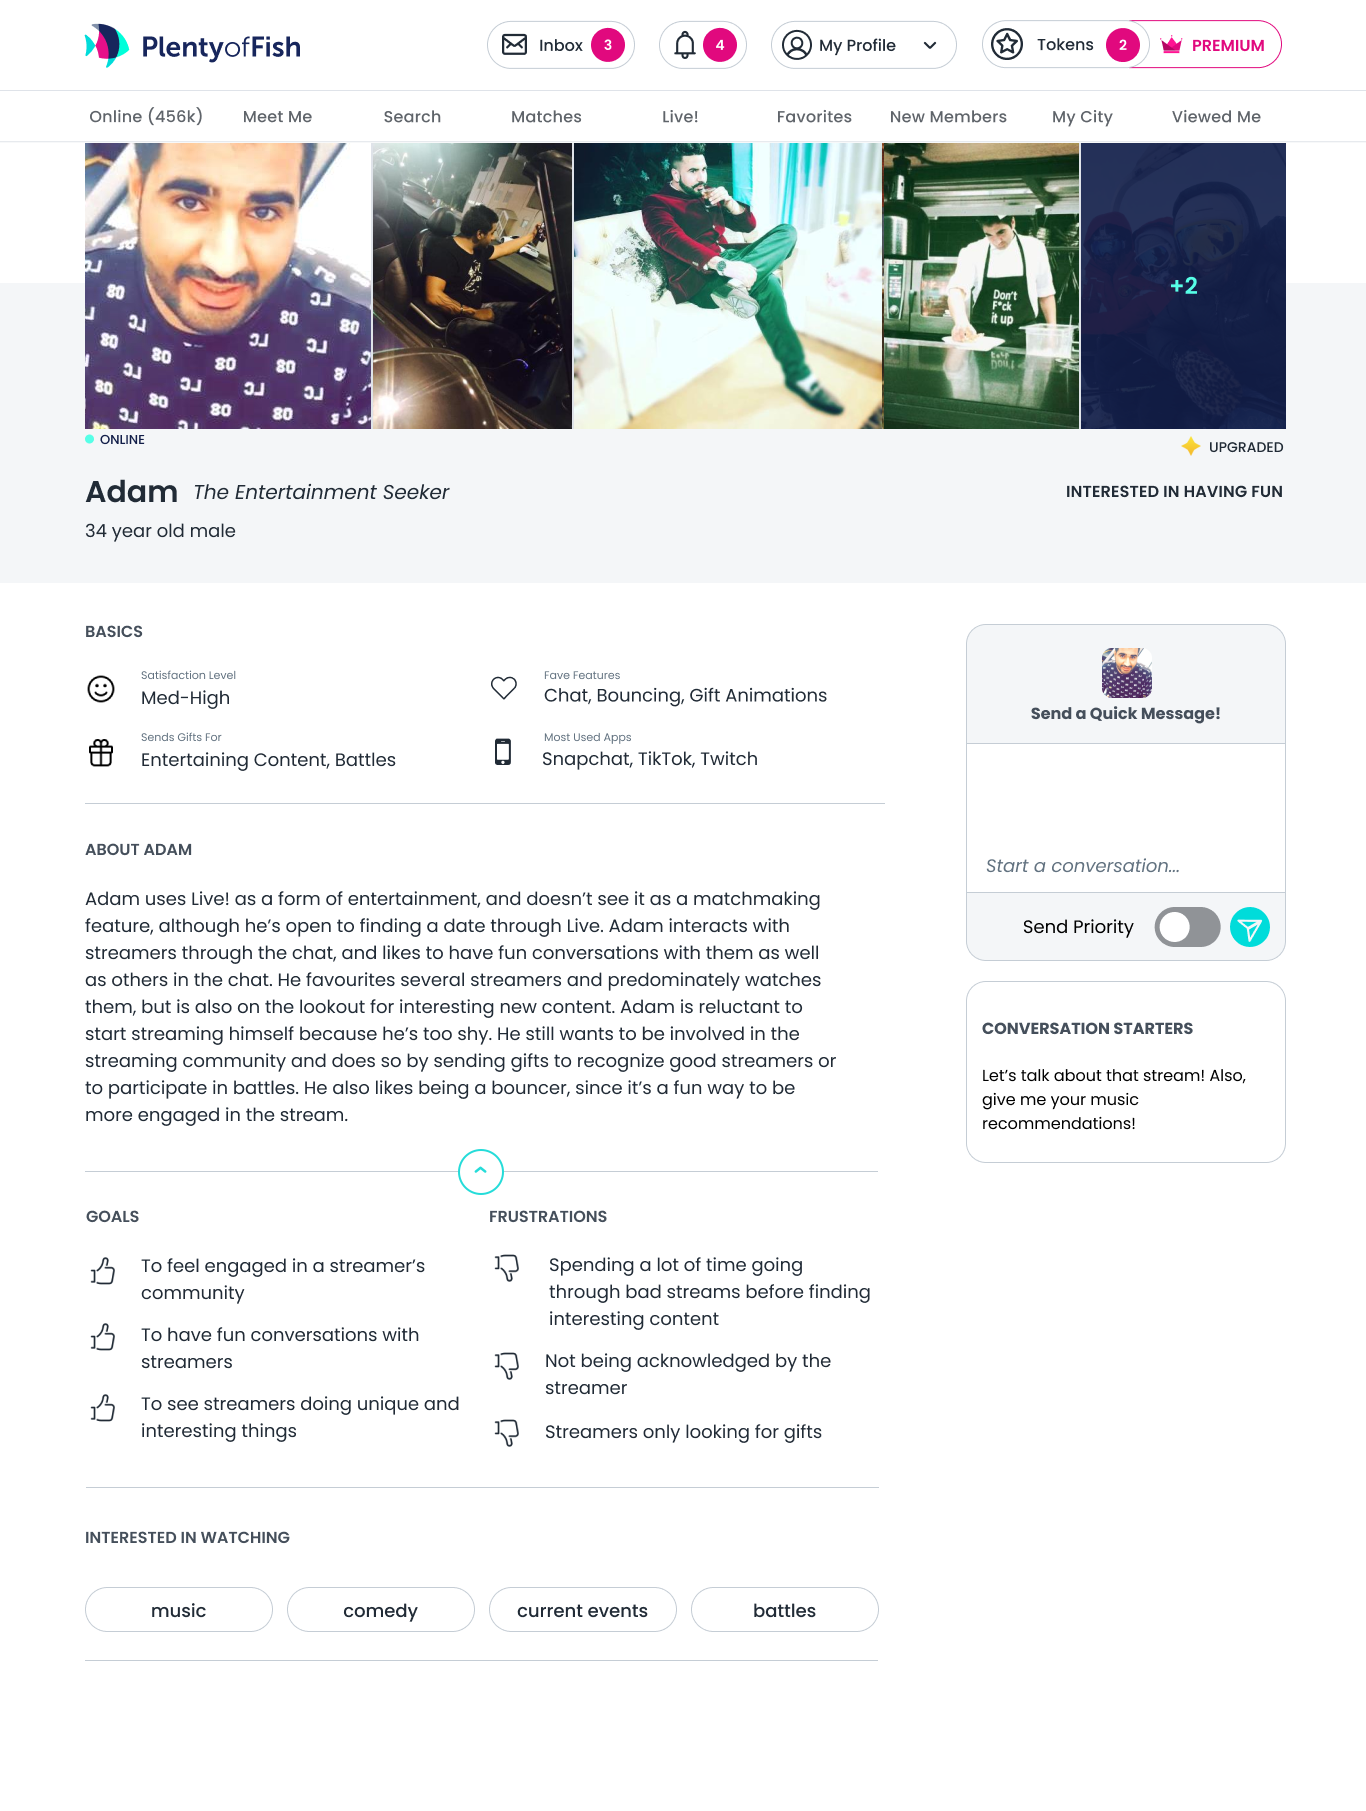 PlentyofFish
Inbox 3
4
My Profile
Tokens 2
PREMIUM
Online (456k) Meet Me Search Matches Live! Favorites New Members My City Viewed Me
Don't
F*ck
it up
+2
ONLINE
UPGRADED
Adam The Entertainment Seeker
INTERESTED IN HAVING FUN
34 year old male
BASICS
Satisfaction Level
Med-High
Fave Features
Chat, Bouncing, Gift Animations
Sends Gifts For
Entertaining Content, Battles
Most Used Apps
Snapchat, TikTok, Twitch
ABOUT ADAM
Adam uses Live! as a form of entertainment, and doesn’t see it as a matchmaking
feature, although he’s open to finding a date through Live. Adam interacts with
streamers through the chat, and likes to have fun conversations with them as well
as others in the chat. He favourites several streamers and predominately watches
them, but is also on the lookout for interesting new content. Adam is reluctant to
start streaming himself because he’s too shy. He still wants to be involved in the
streaming community and does so by sending gifts to recognize good streamers or
to participate in battles. He also likes being a bouncer, since it’s a fun way to be
more engaged in the stream.
Send a Quick Message!
Start a conversation...
Send Priority
CONVERSATION STARTERS
Let’s talk about that stream! Also,
give me your music
recommendations!
GOALS
To feel engaged in a streamer’s
community
To have fun conversations with
streamers
To see streamers doing unique and
interesting things
FRUSTRATIONS
Spending a lot of time going
through bad streams before finding
interesting content
Not being acknowledged by the
streamer
Streamers only looking for gifts
INTERESTED IN WATCHING
music comedy current events battles